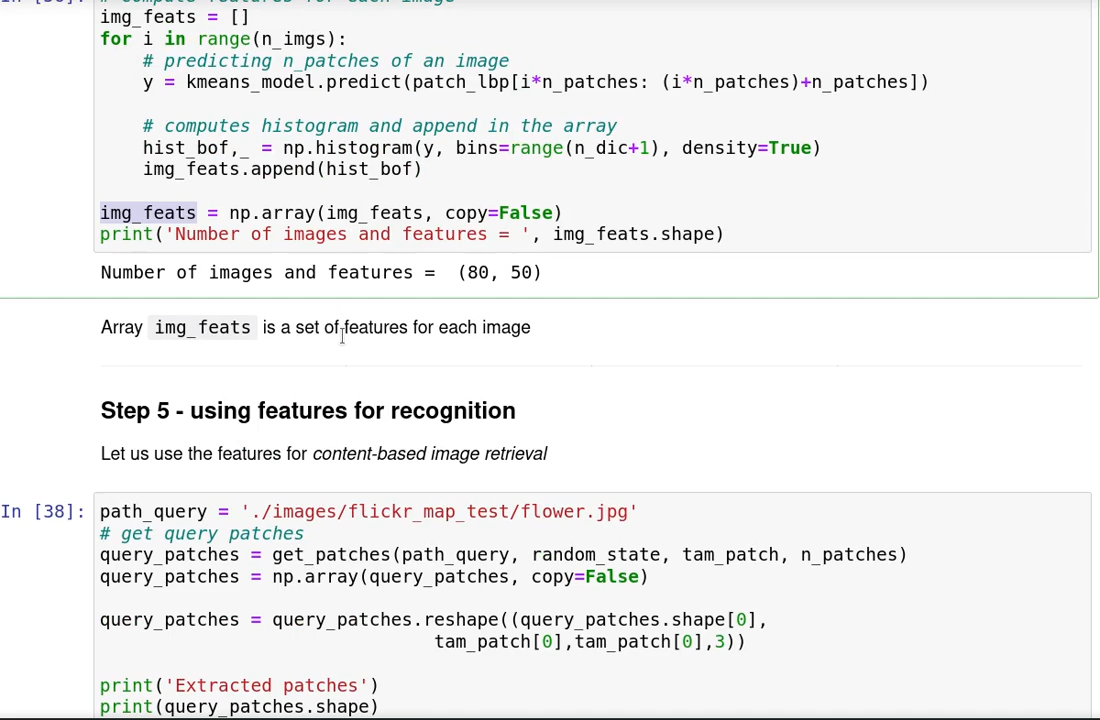 In [36]: # compute features for each image
img_feats = []
for i in range(n_imgs):
    # predicting n_patches of an image
    y = kmeans_model.predict(patch_lbp[i*n_patches: (i*n_patches)+n_patches])
    # computes histogram and append in the array
    hist_bof,_ = np.histogram(y, bins=range(n_dic+1), density=True)
    img_feats.append(hist_bof)
img_feats = np.array(img_feats, copy=False)
print('Number of images and features = ', img_feats.shape)
Number of images and features =  (80, 50)
Array img_feats is a set of features for each image
Step 5 - using features for recognition
Let us use the features for content-based image retrieval
In [38]: path_query = './images/flickr_map_test/flower.jpg'
# get query patches
query_patches = get_patches(path_query, random_state, tam_patch, n_patches)
query_patches = np.array(query_patches, copy=False)
query_patches = query_patches.reshape((query_patches.shape[0],
                               tam_patch[0],tam_patch[0],3))
print('Extracted patches')
print(query_patches.shape)